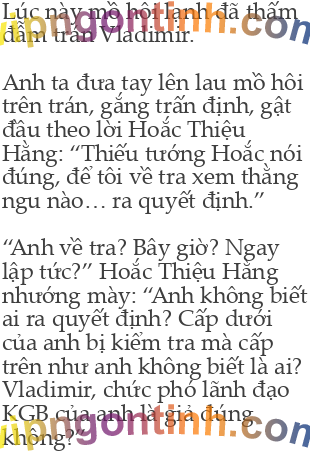 Lúc này mồ hôi lạnh đã thấm
đẫm trán Vladimir.
vipngontinh.com
Anh ta đưa tay lên lau mồ hôi
trên trán, gắng trấn định, gật
đầu theo lời Hoắc Thiệu
Hằng: “Thiếu tướng Hoắc nói
đúng, để tôi về tra xem thằng
ngu nào… ra quyết định.”
“Anh về tra? Bây giờ? Ngay
lập tức?” Hoắc Thiệu Hằng
nhướng mày: “Anh không biết
ai ra quyết định? Cấp dưới
của anh bị kiểm tra mà cấp
trên như anh không biết là ai?
Vladimir, chức phó lãnh đạo
KGB của anh là giả đúng
không?”
vipngontinh.com